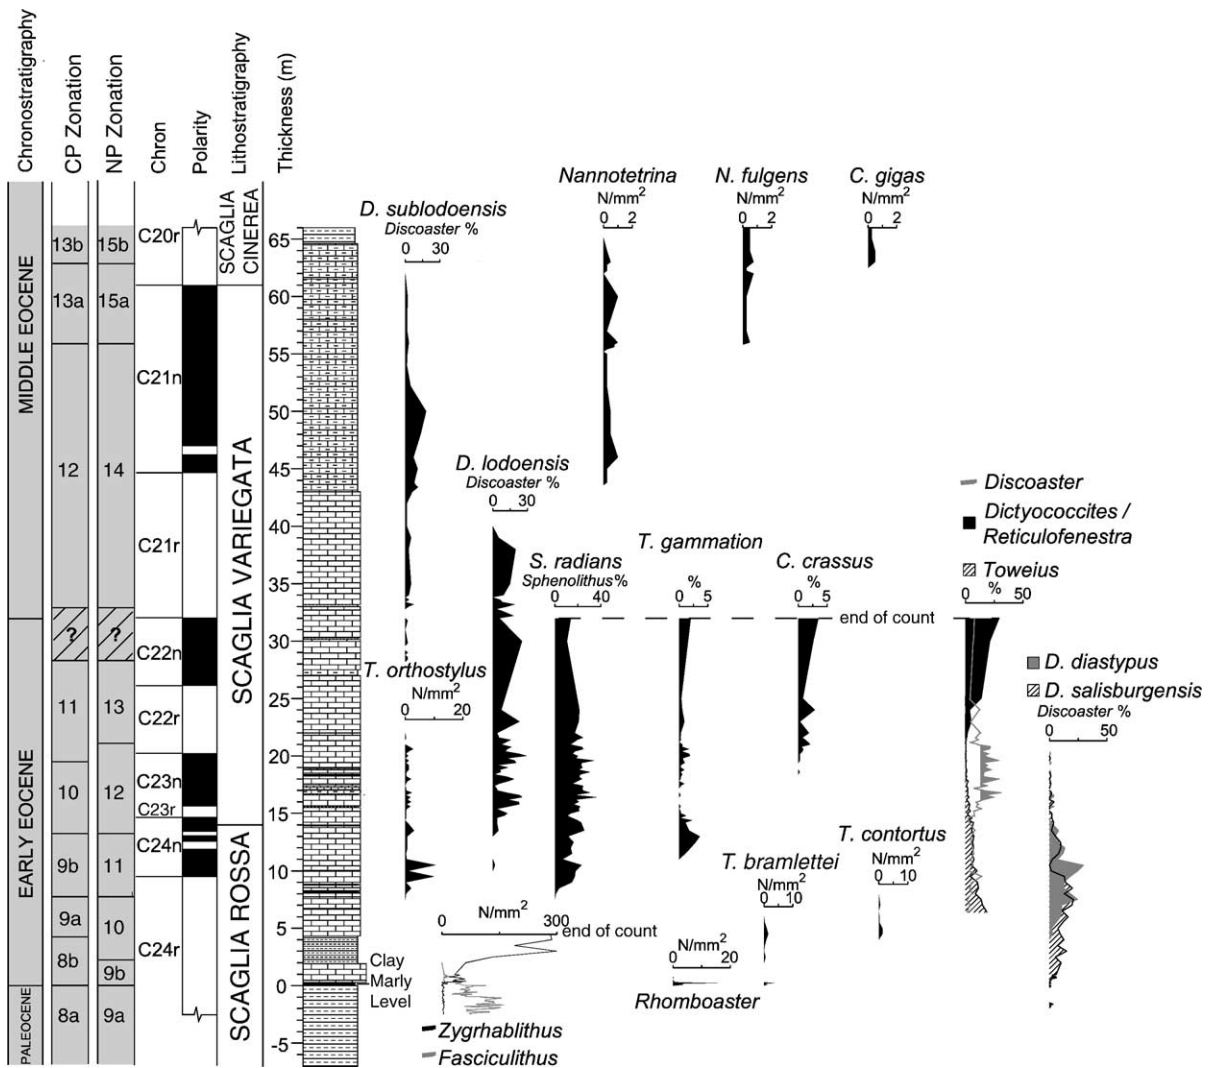 Chronostratigraphy
CP Zonation
NP Zonation
Chron
Polarity
Lithostratigraphy
Thickness (m)
MIDDLE EOCENE
EARLY EOCENE
PALEOCENE
13b
13a
12
?
11
10
9b
9a
8b
8a
15b
15a
14
?
13
12
11
10
9b
9a
C20r
C21n
C21r
C22n
C22r
C23n
C23r
C24n
C24r
SCAGLIA CINEREA
SCAGLIA VARIEGATA
SCAGLIA ROSSA
65
60
55
50
45
40
35
30
25
20
15
10
5
0
-5
Clay
Marly
Level
D. sublodoensis
Discoaster %
0 30
Nannotetrina
N/mm2
0 2
N. fulgens
N/mm2
0 2
C. gigas
N/mm2
0 2
D. lodoensis
Discoaster %
0 30
S. radians
Sphenolithus%
0 40
T. gammation
%
0 5
C. crassus
%
0 5
end of count
Discoaster
Dictyococcites /
Reticulofenestra
Toweius
%
0 50
T. orthostylus
N/mm2
0 20
D. diastypus
D. salisburgensis
Discoaster %
0 50
T. contortus
N/mm2
0 10
T. bramlettei
N/mm2
0 10
N/mm2
0 300
end of count
N/mm2
0 20
Rhomboaster
Zygrhablithus
Fasciculithus